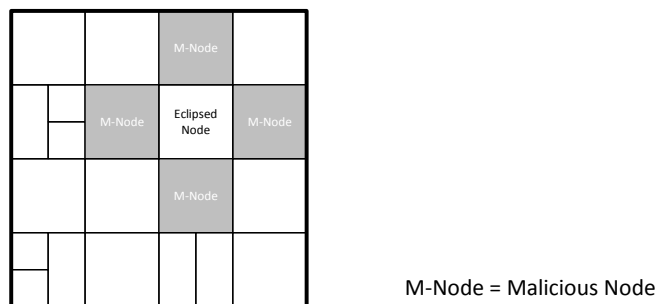 M-Node
M-Node
Eclipsed
Node
M-Node
M-Node
M-Node = Malicious Node